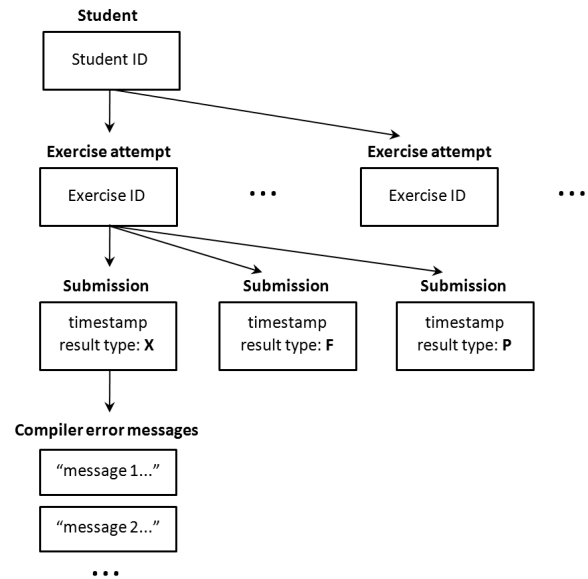 Student
Student ID
Exercise attempt
Exercise attempt
Exercise ID
...
Exercise ID
...
Submission
Submission
Submission
timestamp
result type: X
timestamp
result type: F
timestamp
result type: P
Compiler error messages
“message 1...”
“message 2...”
...